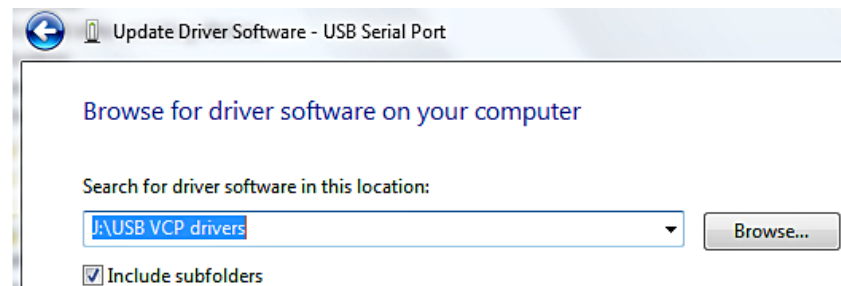 Update Driver Software - USB Serial Port
Browse for driver software on your computer
Search for driver software in this location:
J:\USB VCP drivers
Browse...
Include subfolders